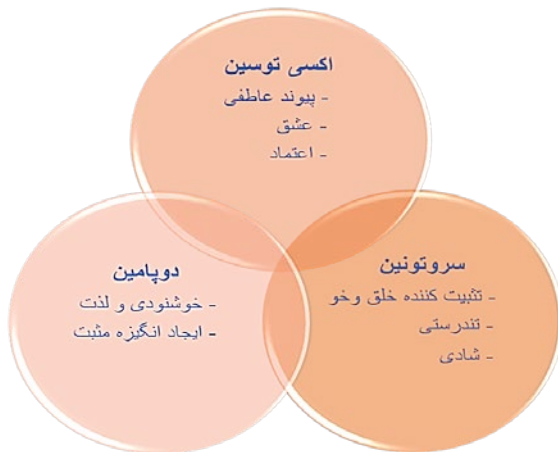 اکسی توسین
- پیوند عاطفی
- عشق
- اعتماد
سروتونین
- تثبیت کننده خلق وخو
- تندرستی
- شادی
دوپامین
- خوشنودی و لذت
- ایجاد انگیزه مثبت